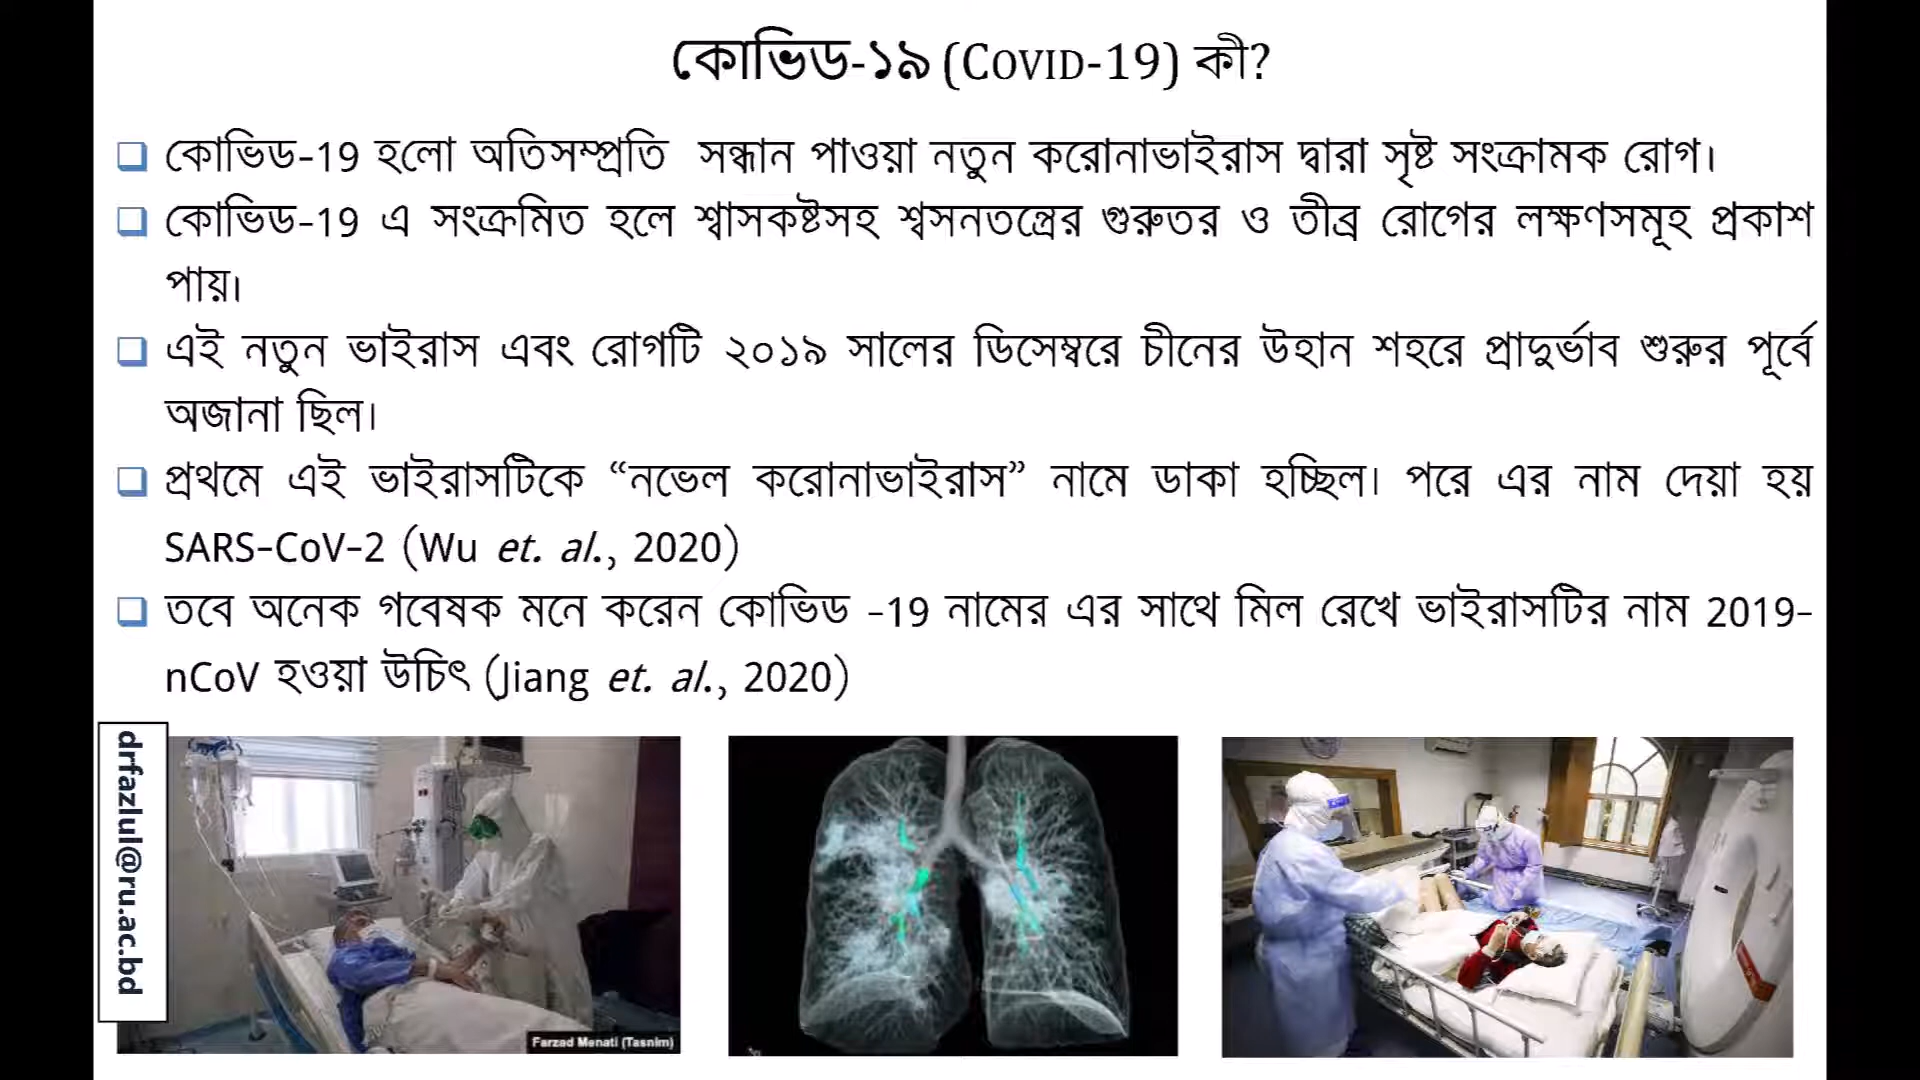 কোভিড-১৯ (COVID-19) কী?
কোভিড-19 হলো অতিসম্প্রতি সন্ধান পাওয়া নতুন করোনাভাইরাস দ্বারা সৃষ্ট সংক্রামক রোগ।
কোভিড-19 এ সংক্রমিত হলে শ্বাসকষ্টসহ শ্বসনতন্ত্রের গুরুতর ও তীব্র রোগের লক্ষণসমূহ প্রকাশ
পায়।
এই নতুন ভাইরাস এবং রোগটি ২০১৯ সালের ডিসেম্বরে চীনের উহান শহরে প্রাদুর্ভাব শুরুর পূর্বে
অজানা ছিল।
প্রথমে এই ভাইরাসটিকে “নভেল করোনাভাইরাস” নামে ডাকা হচ্ছিল। পরে এর নাম দেয়া হয়
SARS-CoV-2 (Wu et. al., 2020)
তবে অনেক গবেষক মনে করেন কোভিড -19 নামের এর সাথে মিল রেখে ভাইরাসটির নাম 2019-
nCoV হওয়া উচিৎ (Jiang et. al., 2020)
drfazlul@ru.ac.bd
Farzad Menati (Tasnim)